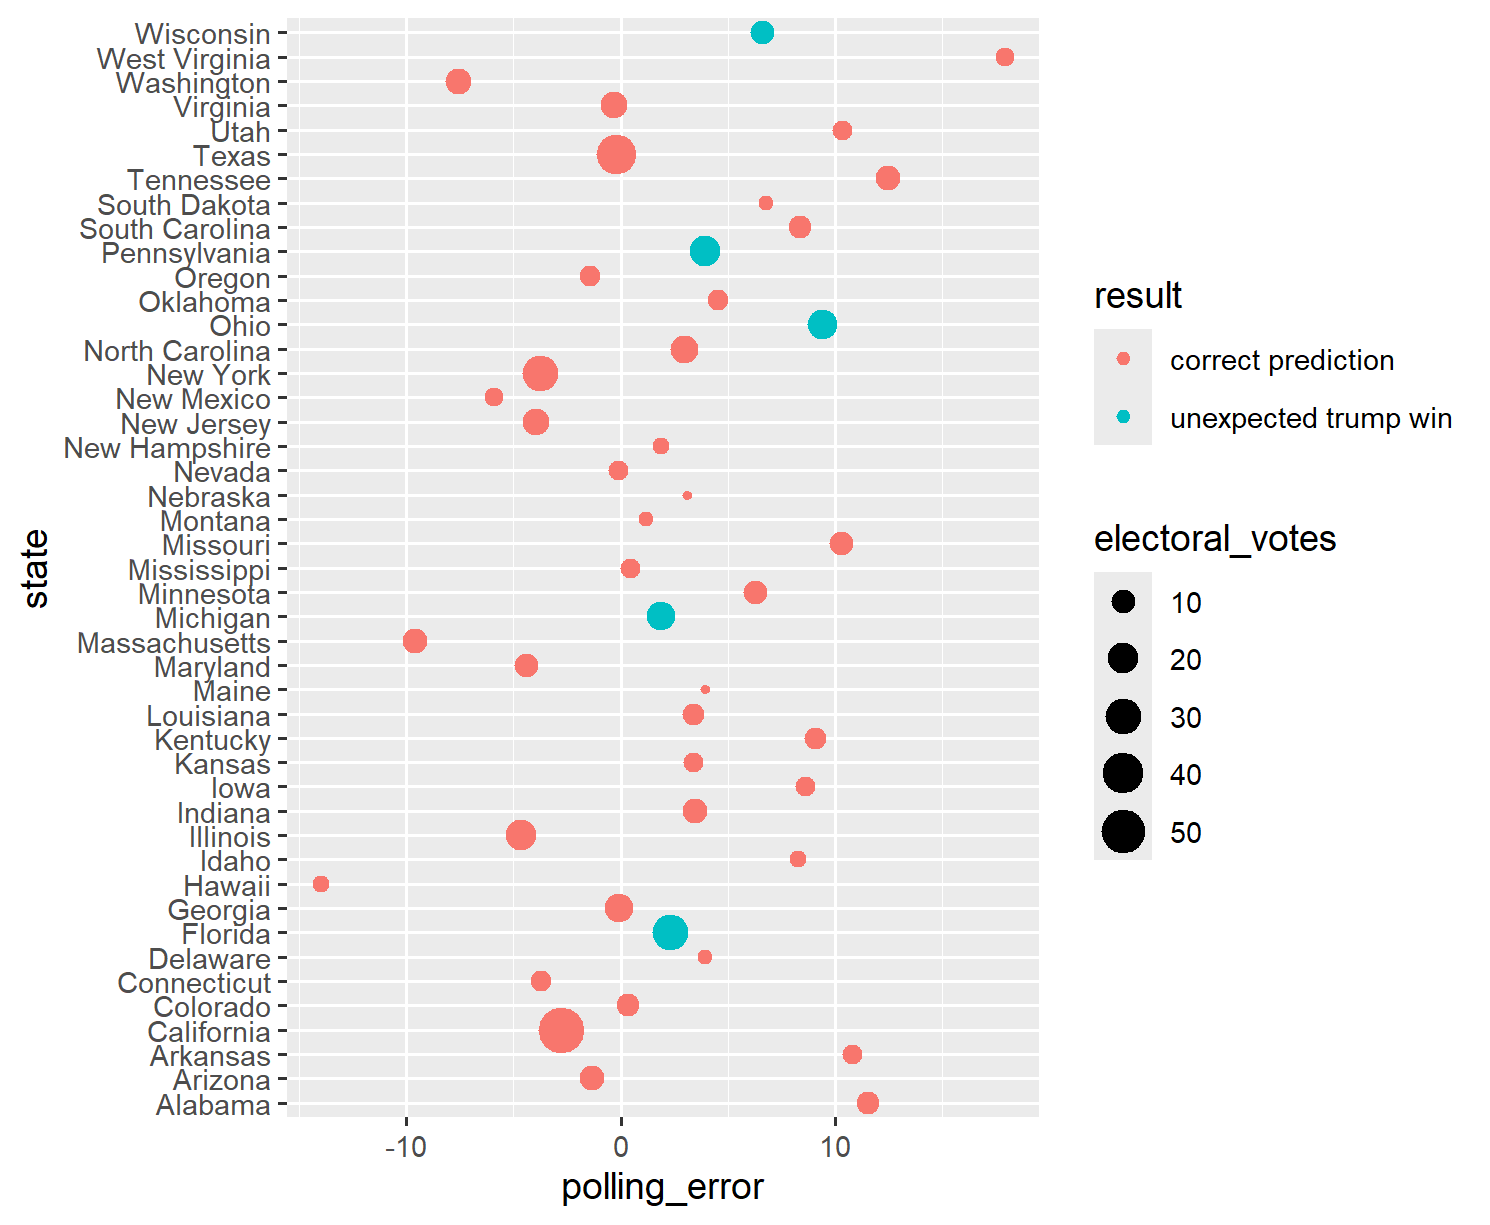 Wisconsin
West Virginia
Washington
Virginia
Utah
Texas
Tennessee
South Dakota
South Carolina
Pennsylvania
Oregon
Oklahoma
Ohio
North Carolina
New York
New Mexico
New Jersey
New Hampshire
Nevada
Nebraska
Montana
Missouri
Mississippi
Minnesota
Michigan
Massachusetts
Maryland
Maine
Louisiana
Kentucky
Kansas
Iowa
Indiana
Illinois
Idaho
Hawaii
Georgia
Florida
Delaware
Connecticut
Colorado
California
Arkansas
Arizona
Alabama
state
-10 0 10
polling_error
result
correct prediction
unexpected trump win
electoral_votes
10
20
30
40
50